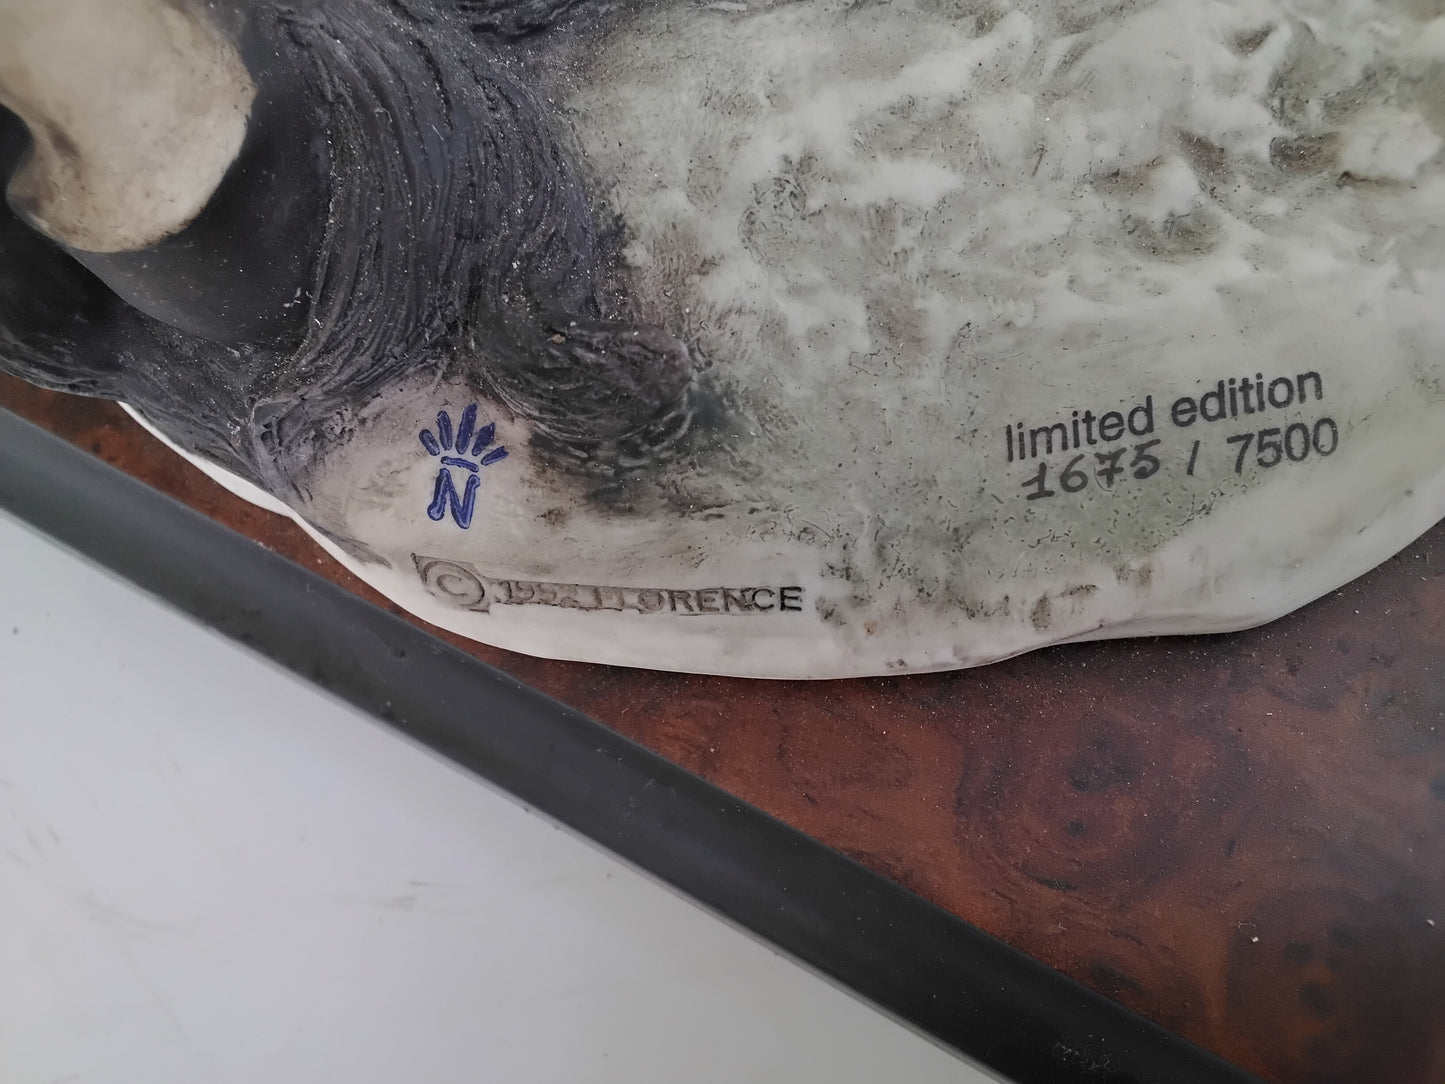 limited edition
1675 / 7500
N
© 1992 FLORENCE